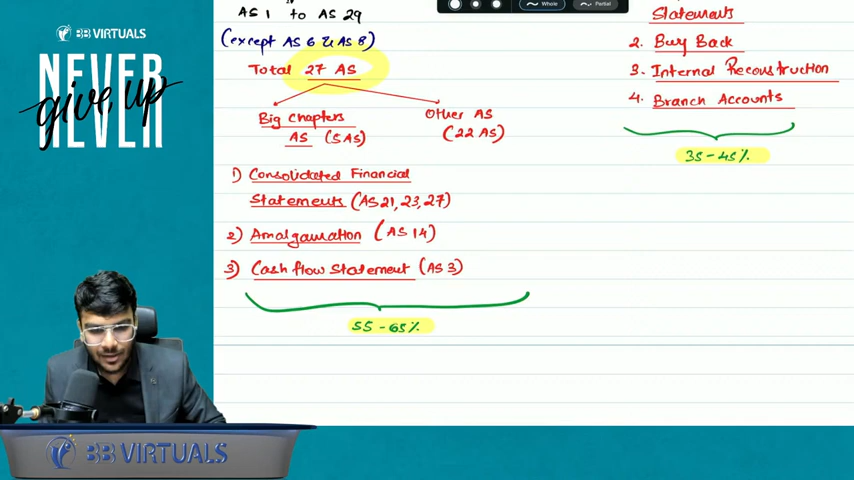 BB VIRTUALS
NEVER
give up
NEVER
AS 1 to AS 29
(except AS 6 & AS 8)
Total 27 AS
Big Chapters
AS (5 AS)
Other AS
(22 AS)
1) Consolidated Financial
Statements (AS 21, 23, 27)
2) Amalgamation (AS 14)
3) Cash flow Statement (AS 3)
55 - 65%
Whole
Partial
Statements
2. Buy Back
3. Internal Reconstruction
4. Branch Accounts
35 - 45%
BB VIRTUALS